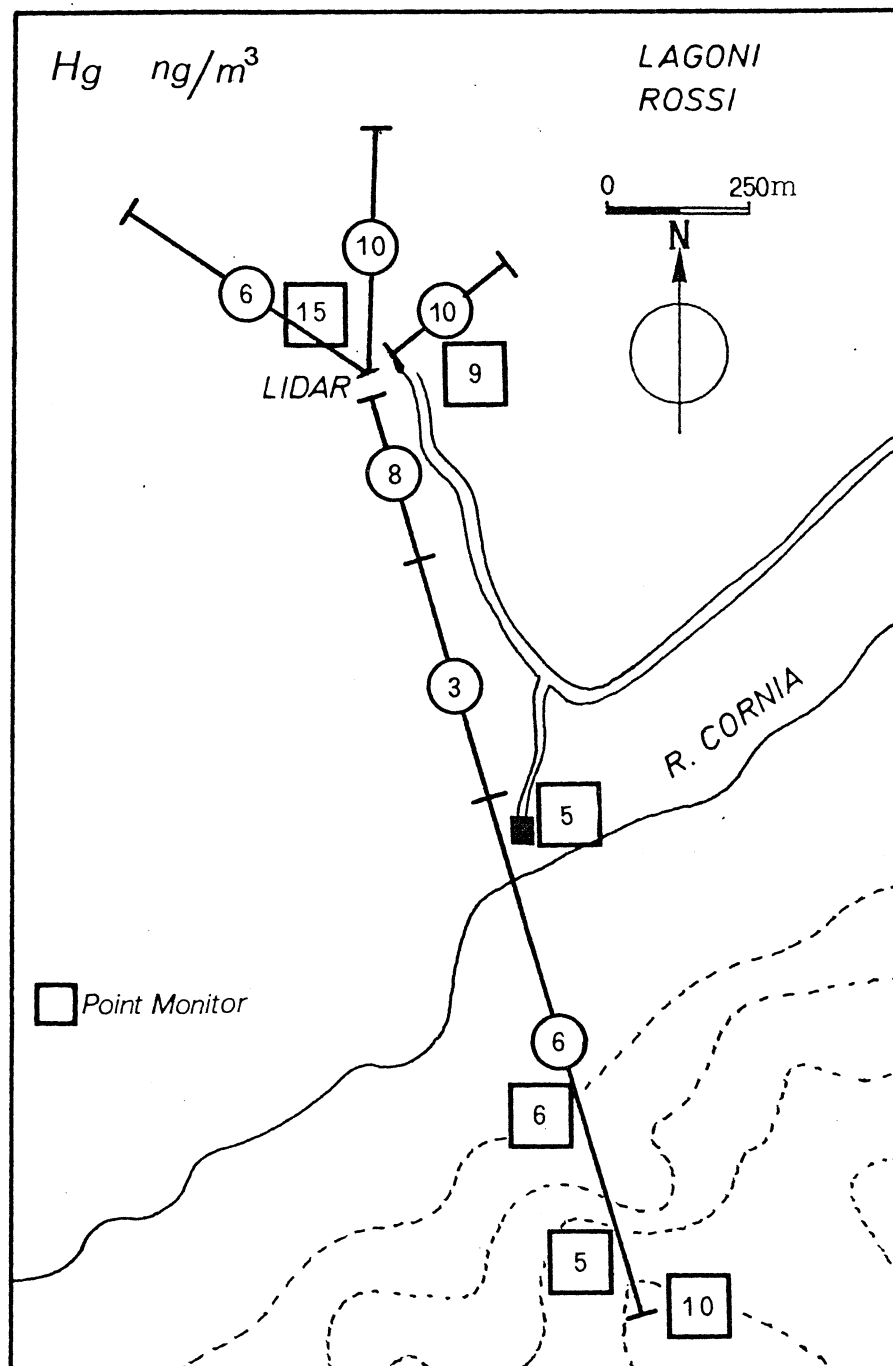 Hg ng/m³
LAGONI
ROSSI
0 250m
N
10
6
15
10
9
LIDAR
8
3
R. CORNIA
5
Point Monitor
6
6
5
10